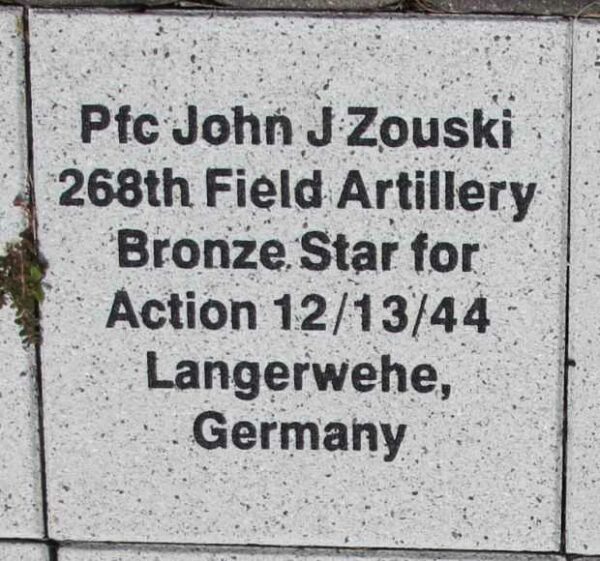 Pfc John J Zouski
268th Field Artillery
Bronze Star for
Action 12/13/44
Langerwehe,
Germany